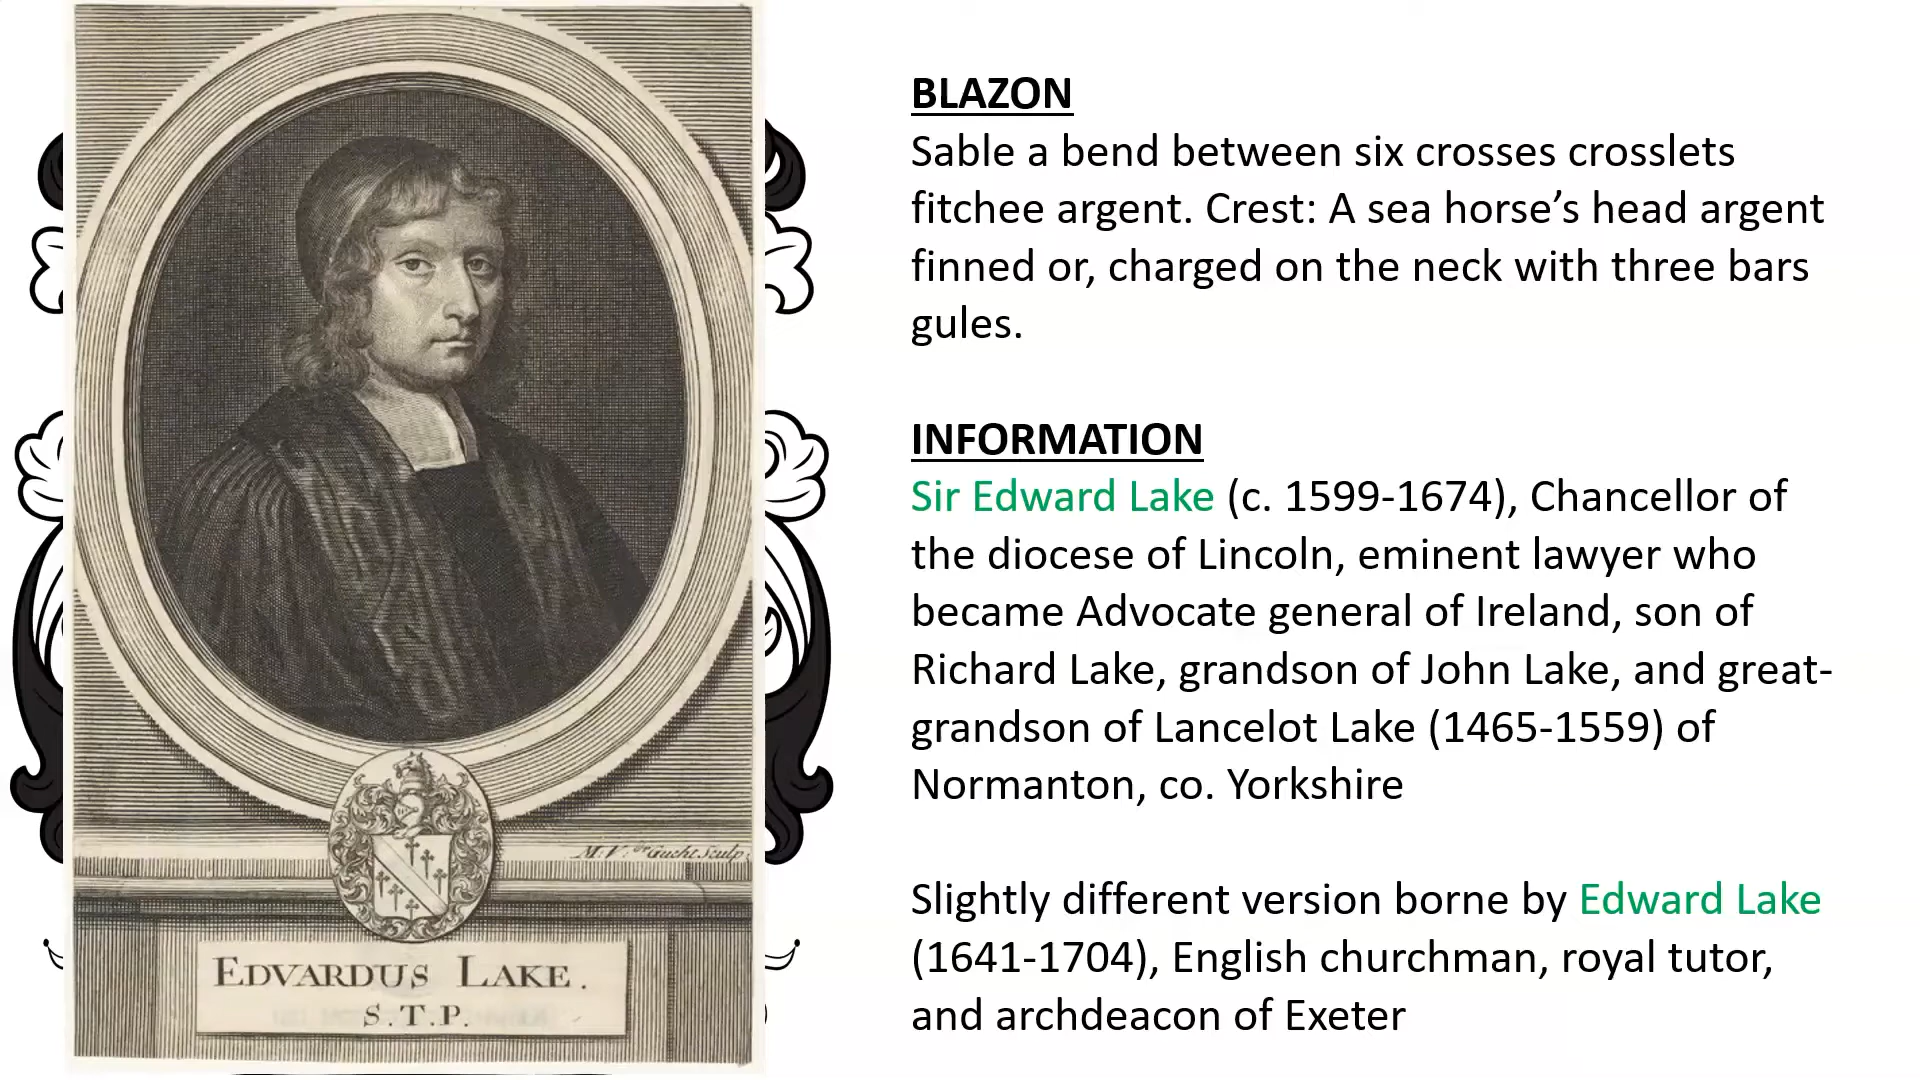 BLAZON
Sable a bend between six crosses crosslets
fitchee argent. Crest: A sea horse’s head argent
finned or, charged on the neck with three bars
gules.
INFORMATION
Sir Edward Lake (c. 1599-1674), Chancellor of
the diocese of Lincoln, eminent lawyer who
became Advocate general of Ireland, son of
Richard Lake, grandson of John Lake, and great-
grandson of Lancelot Lake (1465-1559) of
Normanton, co. Yorkshire
Slightly different version borne by Edward Lake
(1641-1704), English churchman, royal tutor,
and archdeacon of Exeter
M. V.der Gucht Sculp:
EDVARDUS LAKE.
S.T.P.